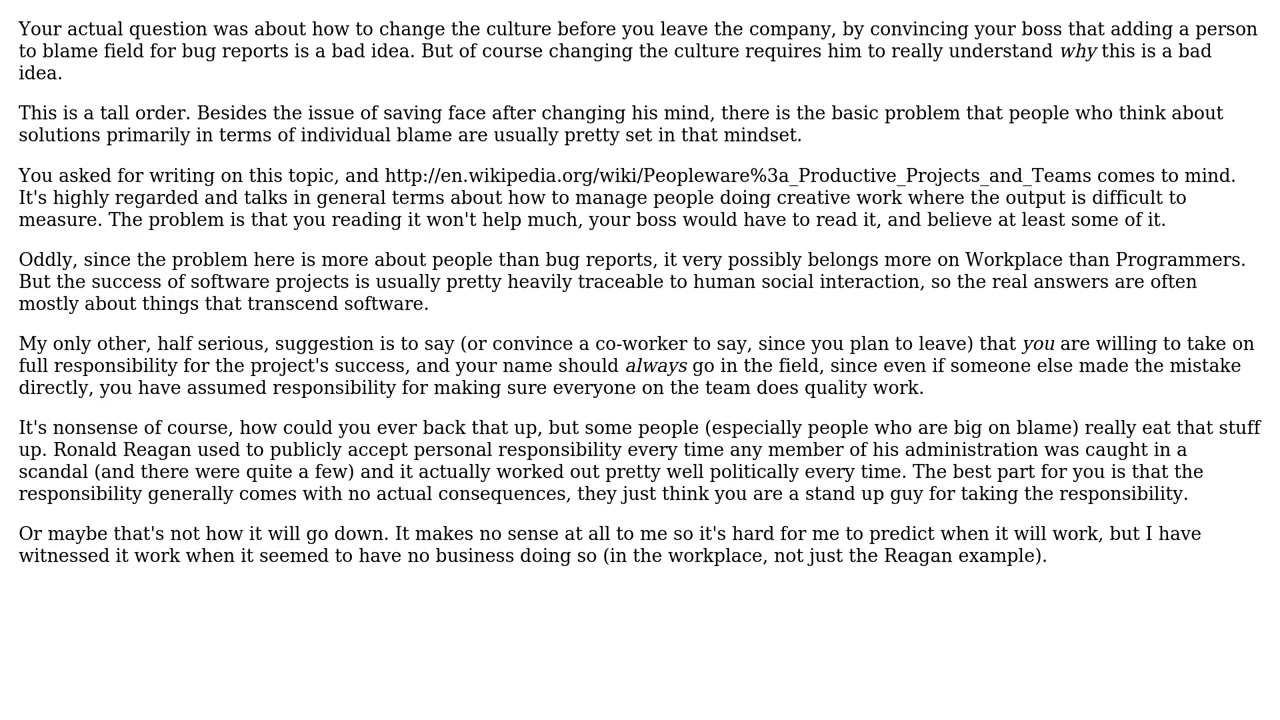 Your actual question was about how to change the culture before you leave the company, by convincing your boss that adding a person
to blame field for bug reports is a bad idea. But of course changing the culture requires him to really understand why this is a bad
idea.
This is a tall order. Besides the issue of saving face after changing his mind, there is the basic problem that people who think about
solutions primarily in terms of individual blame are usually pretty set in that mindset.
You asked for writing on this topic, and http://en.wikipedia.org/wiki/Peopleware%3a_Productive_Projects_and_Teams comes to mind.
It's highly regarded and talks in general terms about how to manage people doing creative work where the output is difficult to
measure. The problem is that you reading it won't help much, your boss would have to read it, and believe at least some of it.
Oddly, since the problem here is more about people than bug reports, it very possibly belongs more on Workplace than Programmers.
But the success of software projects is usually pretty heavily traceable to human social interaction, so the real answers are often
mostly about things that transcend software.
My only other, half serious, suggestion is to say (or convince a co-worker to say, since you plan to leave) that you are willing to take on
full responsibility for the project's success, and your name should always go in the field, since even if someone else made the mistake
directly, you have assumed responsibility for making sure everyone on the team does quality work.
It's nonsense of course, how could you ever back that up, but some people (especially people who are big on blame) really eat that stuff
up. Ronald Reagan used to publicly accept personal responsibility every time any member of his administration was caught in a
scandal (and there were quite a few) and it actually worked out pretty well politically every time. The best part for you is that the
responsibility generally comes with no actual consequences, they just think you are a stand up guy for taking the responsibility.
Or maybe that's not how it will go down. It makes no sense at all to me so it's hard for me to predict when it will work, but I have
witnessed it work when it seemed to have no business doing so (in the workplace, not just the Reagan example).